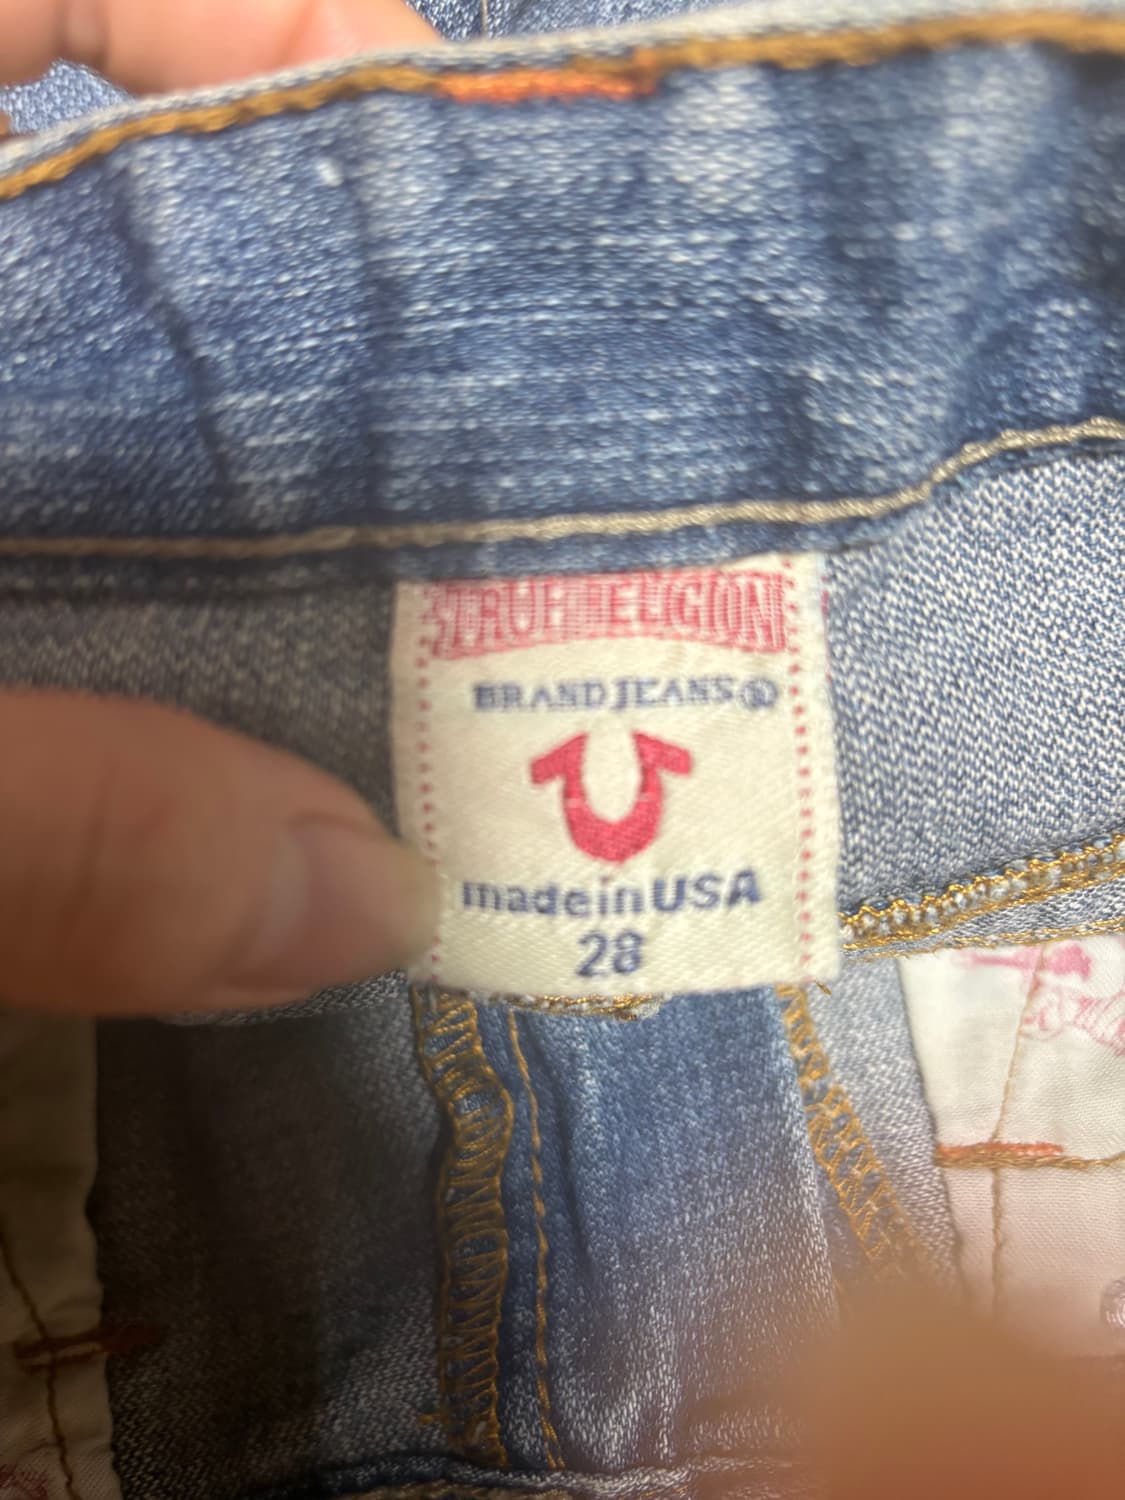 TRUE RELIGION
BRAND JEANS®
made in USA
28